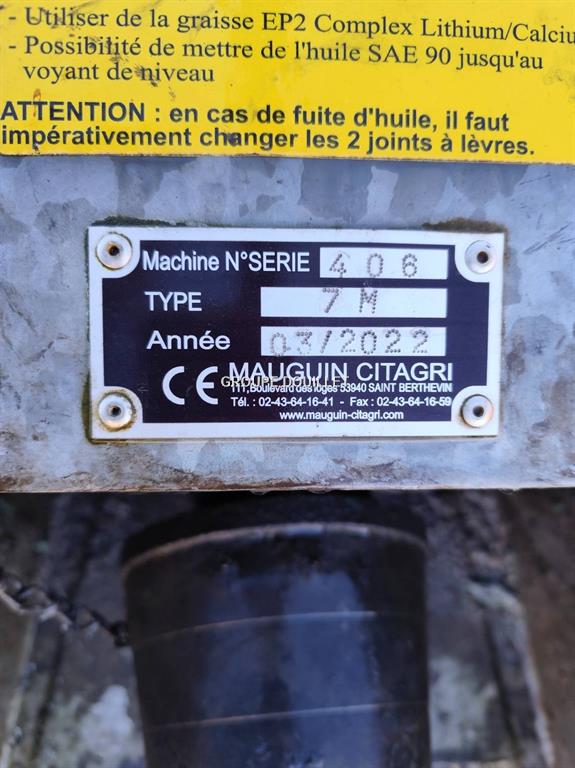 - Utiliser de la graisse EP2 Complex Lithium/Calciu
- Possibilité de mettre de l'huile SAE 90 jusqu'au
voyant de niveau
ATTENTION : en cas de fuite d'huile, il faut
impérativement changer les 2 joints à lèvres.
Machine N°SERIE 406
TYPE 7M
Année 03/2022
CE MAUGUIN CITAGRI
GROUPE DOUILLET
111, Boulevard des loges 53940 SAINT BERTHEVIN
Tél. : 02-43-64-16-41 - Fax : 02-43-64-16-59
www.mauguin-citagri.com